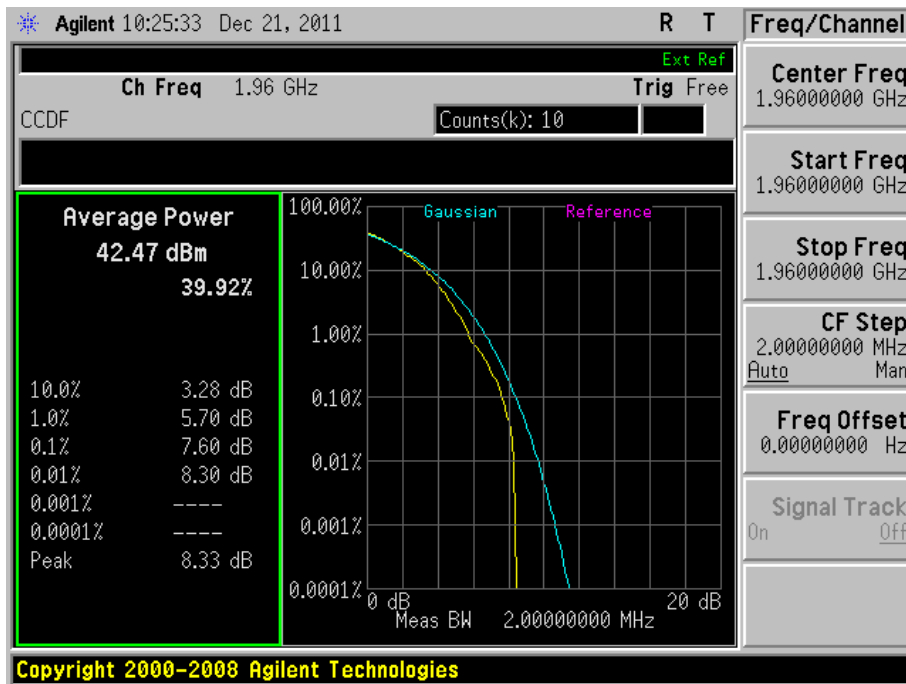 Agilent 10:25:33 Dec 21, 2011 R T
Freq/Channel
Ext Ref
Ch Freq 1.96 GHz Trig Free
CCDF Counts(k): 10
Average Power
42.47 dBm
39.92%
10.0% 3.28 dB
1.0% 5.70 dB
0.1% 7.60 dB
0.01% 8.30 dB
0.001% ----
0.0001% ----
Peak 8.33 dB
100.00% Gaussian Reference
10.00%
1.00%
0.10%
0.01%
0.001%
0.0001%
0 dB 20 dB
Meas BW 2.00000000 MHz
Center Freq
1.96000000 GHz
Start Freq
1.96000000 GHz
Stop Freq
1.96000000 GHz
CF Step
2.00000000 MHz
Auto Man
Freq Offset
0.00000000 Hz
Signal Track
On Off
Copyright 2000-2008 Agilent Technologies